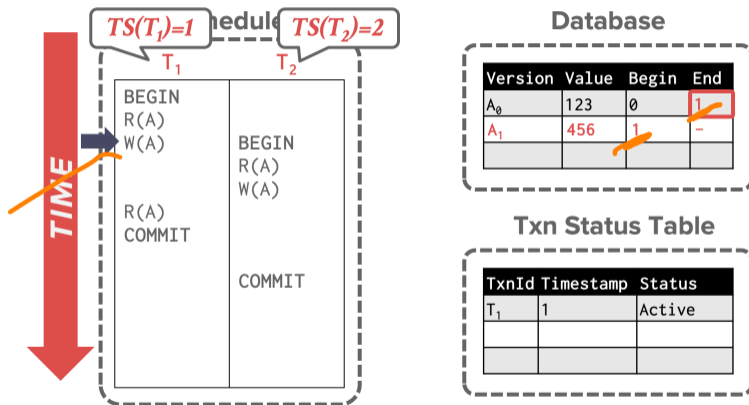 TS(T₁)=1
hedule
TS(T₂)=2
T₁ T₂
TIME
BEGIN
R(A)
W(A) BEGIN
R(A)
W(A)
R(A)
COMMIT
COMMIT
Database
Version Value Begin End
A₀ 123 0 1
A₁ 456 1 -
Txn Status Table
TxnId Timestamp Status
T₁ 1 Active